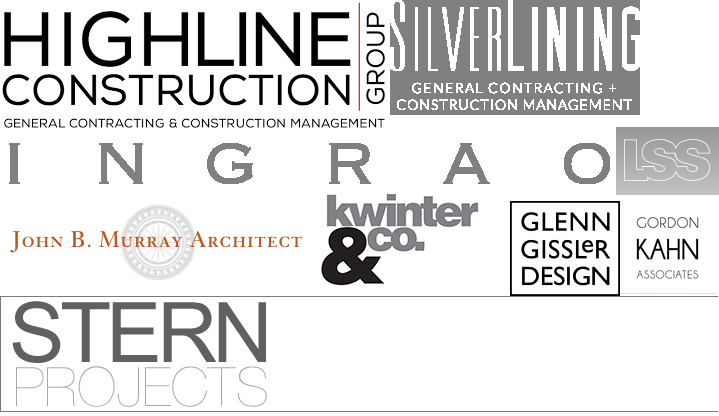 HIGHLINE
CONSTRUCTION
GROUP
GENERAL CONTRACTING & CONSTRUCTION MANAGEMENT
SILVERLINING
GENERAL CONTRACTING +
CONSTRUCTION MANAGEMENT
INGRAO
LSS
JOHN B. MURRAY ARCHITECT
kwinter
&co.
GLENN
GISSLeR
DESIGN
GORDON
KAHN
ASSOCIATES
STERN
PROJECTS